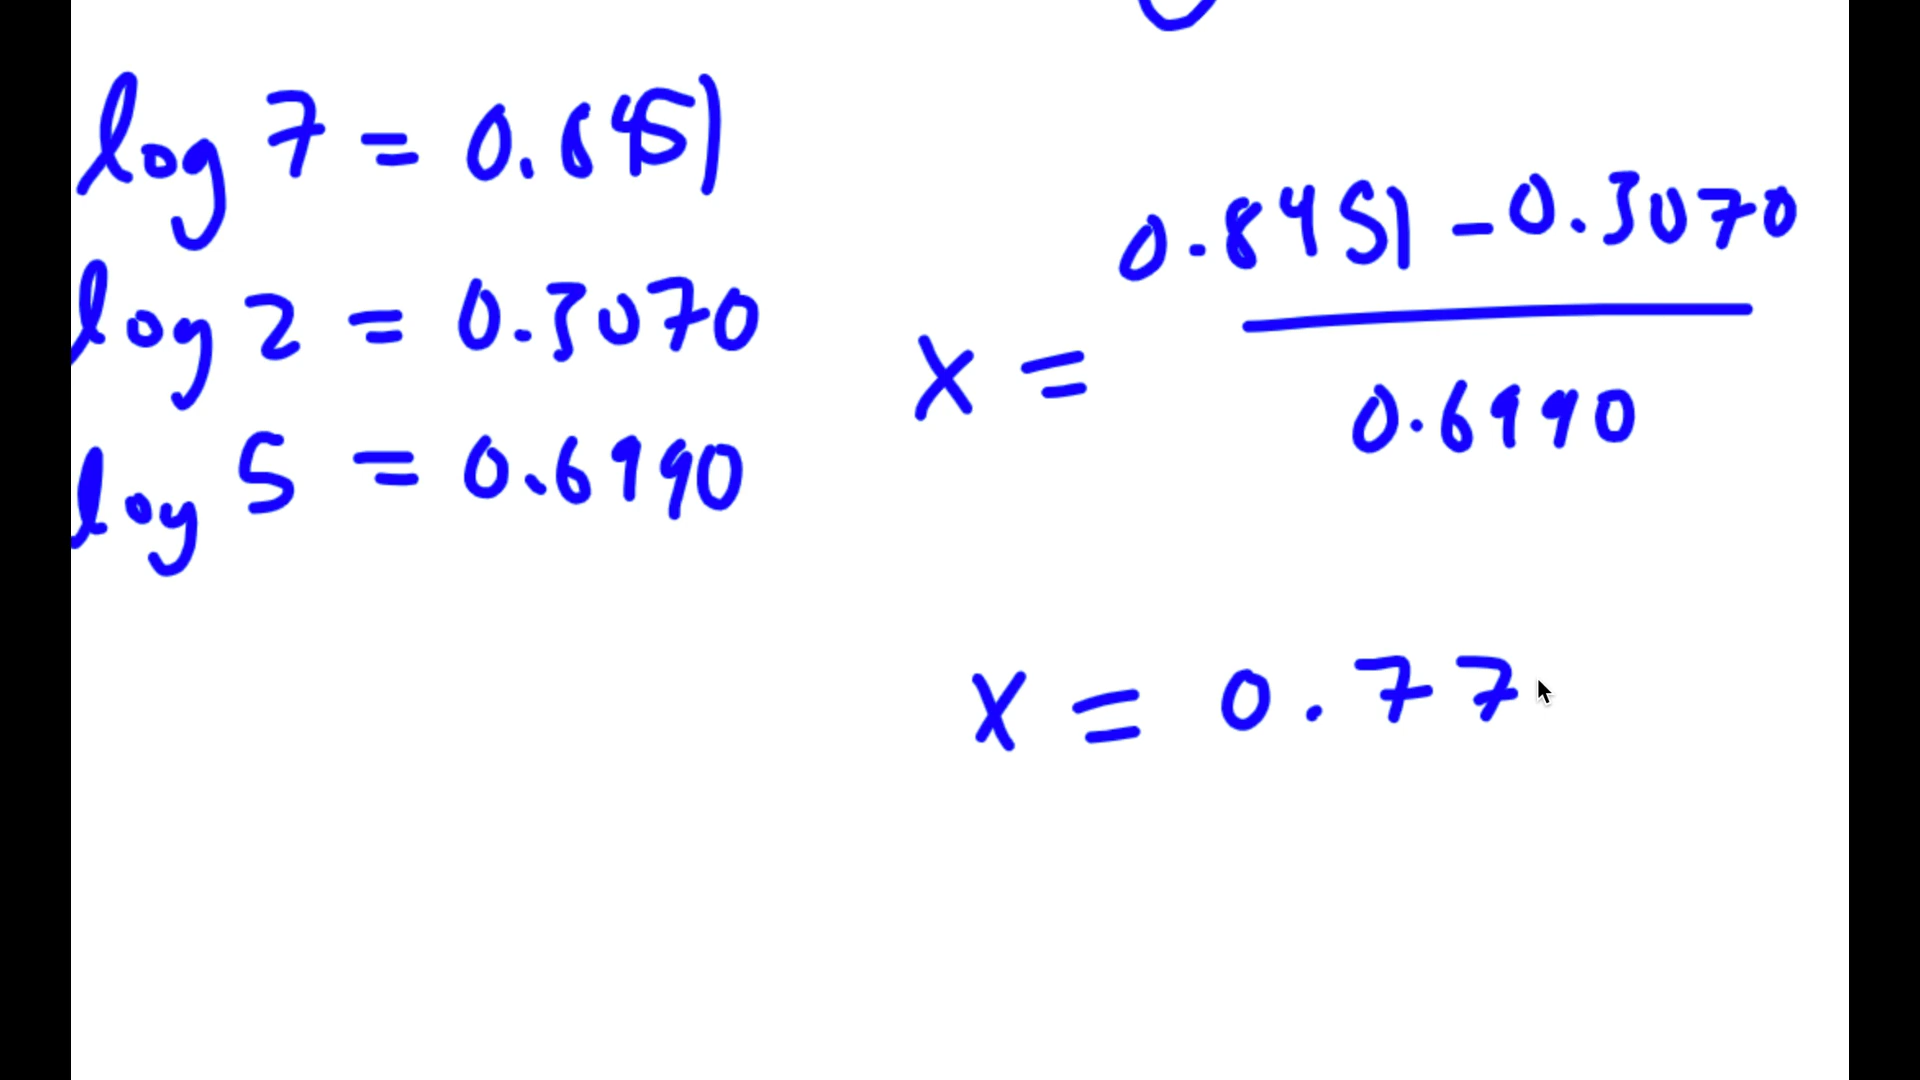 log 7 = 0.8451
log 2 = 0.3070
log 5 = 0.6990
x = 0.8451 - 0.3070 / 0.6990
x = 0.77